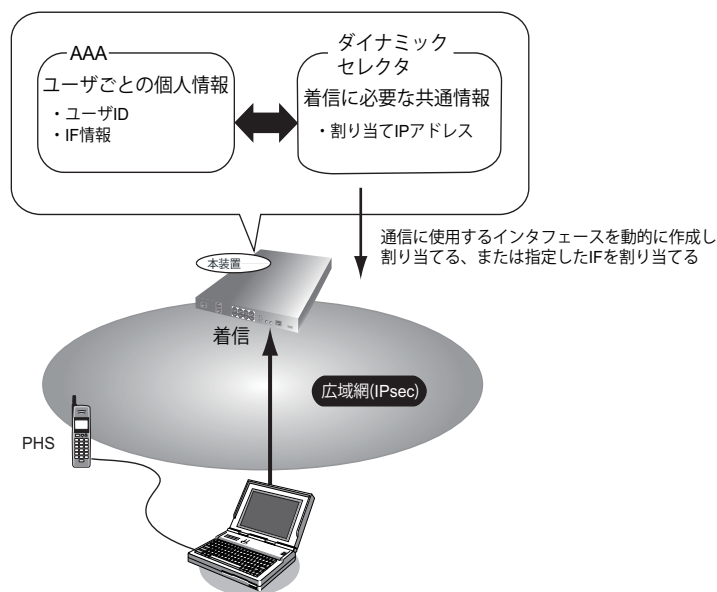 AAA
ユーザごとの個人情報
・ユーザID
・IF情報
ダイナミック
セレクタ
着信に必要な共通情報
・割り当てIPアドレス
通信に使用するインタフェースを動的に作成し
割り当てる、または指定したIFを割り当てる
本装置
着信
広域網(IPsec)
PHS